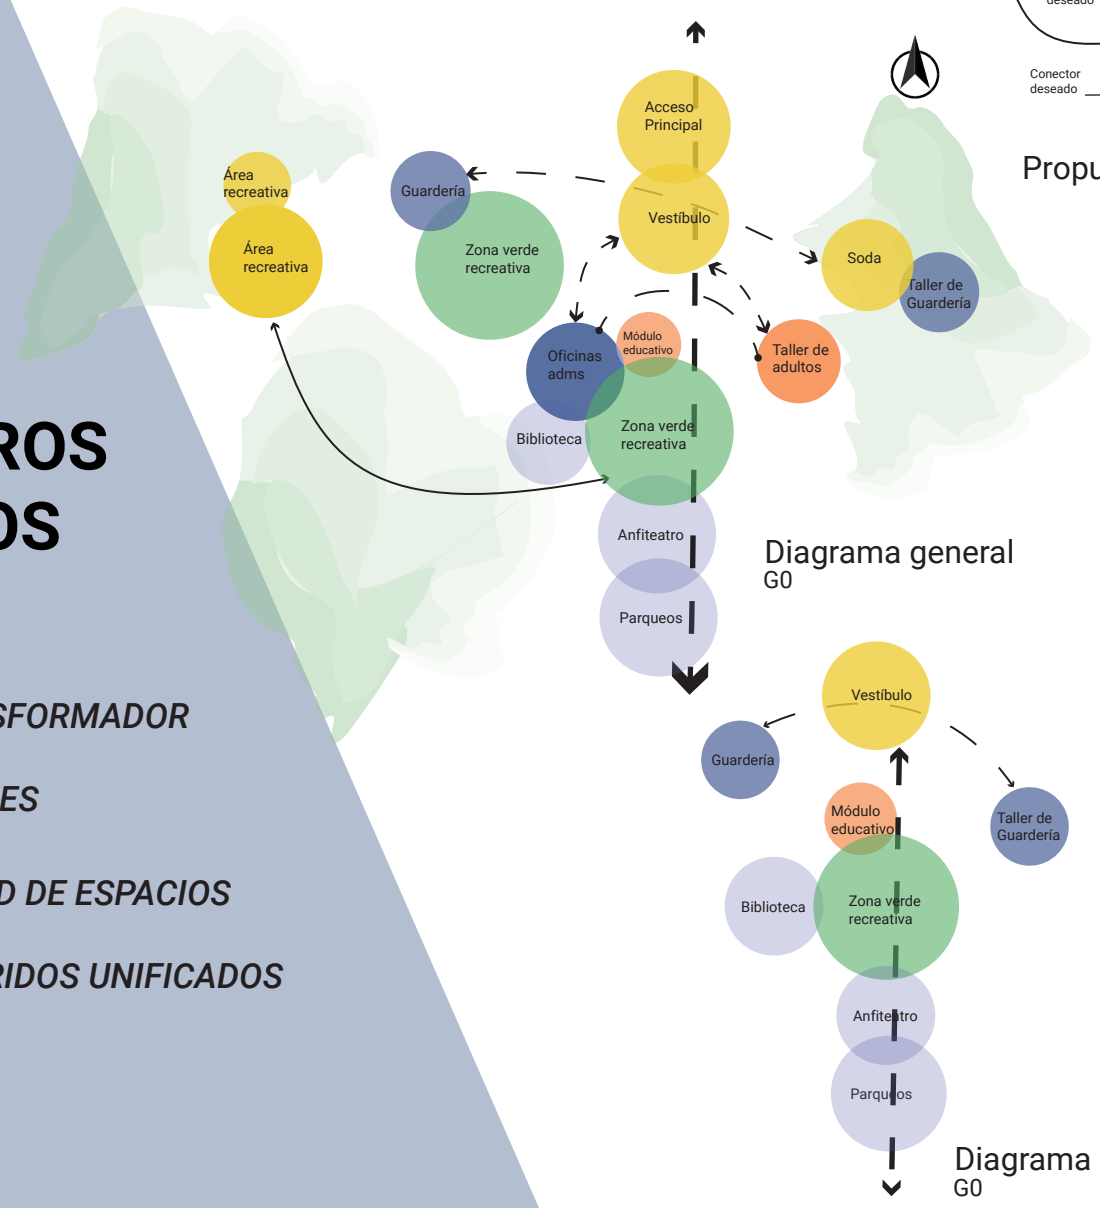 deseado
Conector
deseado
Acceso
Principal
Propu
Área
recreativa
Guardería
Vestíbulo
Área
recreativa
Zona verde
recreativa
Soda
Taller de
Guardería
Módulo
educativo
Oficinas
adms
Taller de
adultos
Biblioteca
Zona verde
recreativa
ROS
OS
Anfiteatro
Parqueos
Diagrama general
G0
SFORMADOR
ES
D DE ESPACIOS
RIDOS UNIFICADOS
Vestíbulo
Guardería
Módulo
educativo
Taller de
Guardería
Biblioteca
Zona verde
recreativa
Anfiteatro
Parqueos
Diagrama
G0